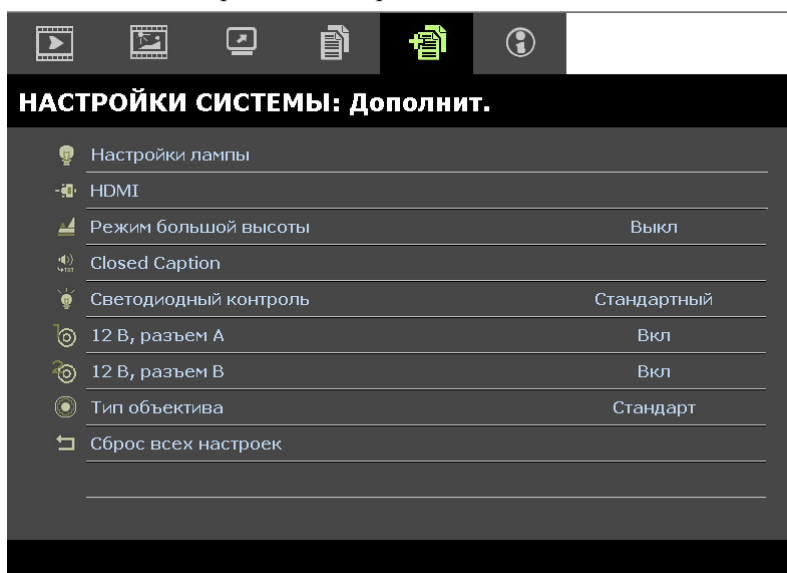 НАСТРОЙКИ СИСТЕМЫ: Дополнит.
Настройки лампы
HDMI
Режим большой высоты Выкл
Closed Caption
Светодиодный контроль Стандартный
12 В, разъем A Вкл
12 В, разъем B Вкл
Тип объектива Стандарт
Сброс всех настроек